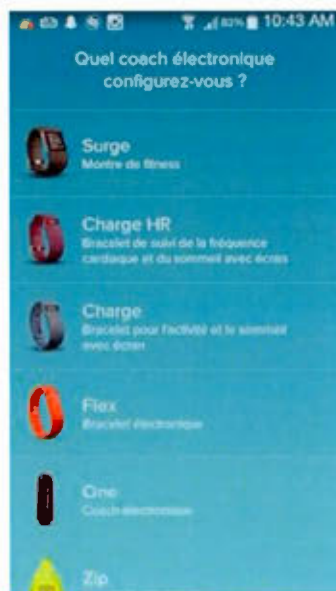 82% 10:43 AM
Quel coach électronique
configurez-vous ?
Surge
Montre de fitness
Charge HR
Bracelet de suivi de la fréquence
cardiaque et du sommeil avec écran
Charge
Bracelet pour l'activité et le sommeil
avec écran
Flex
Bracelet électronique
One
Coach électronique
Zip